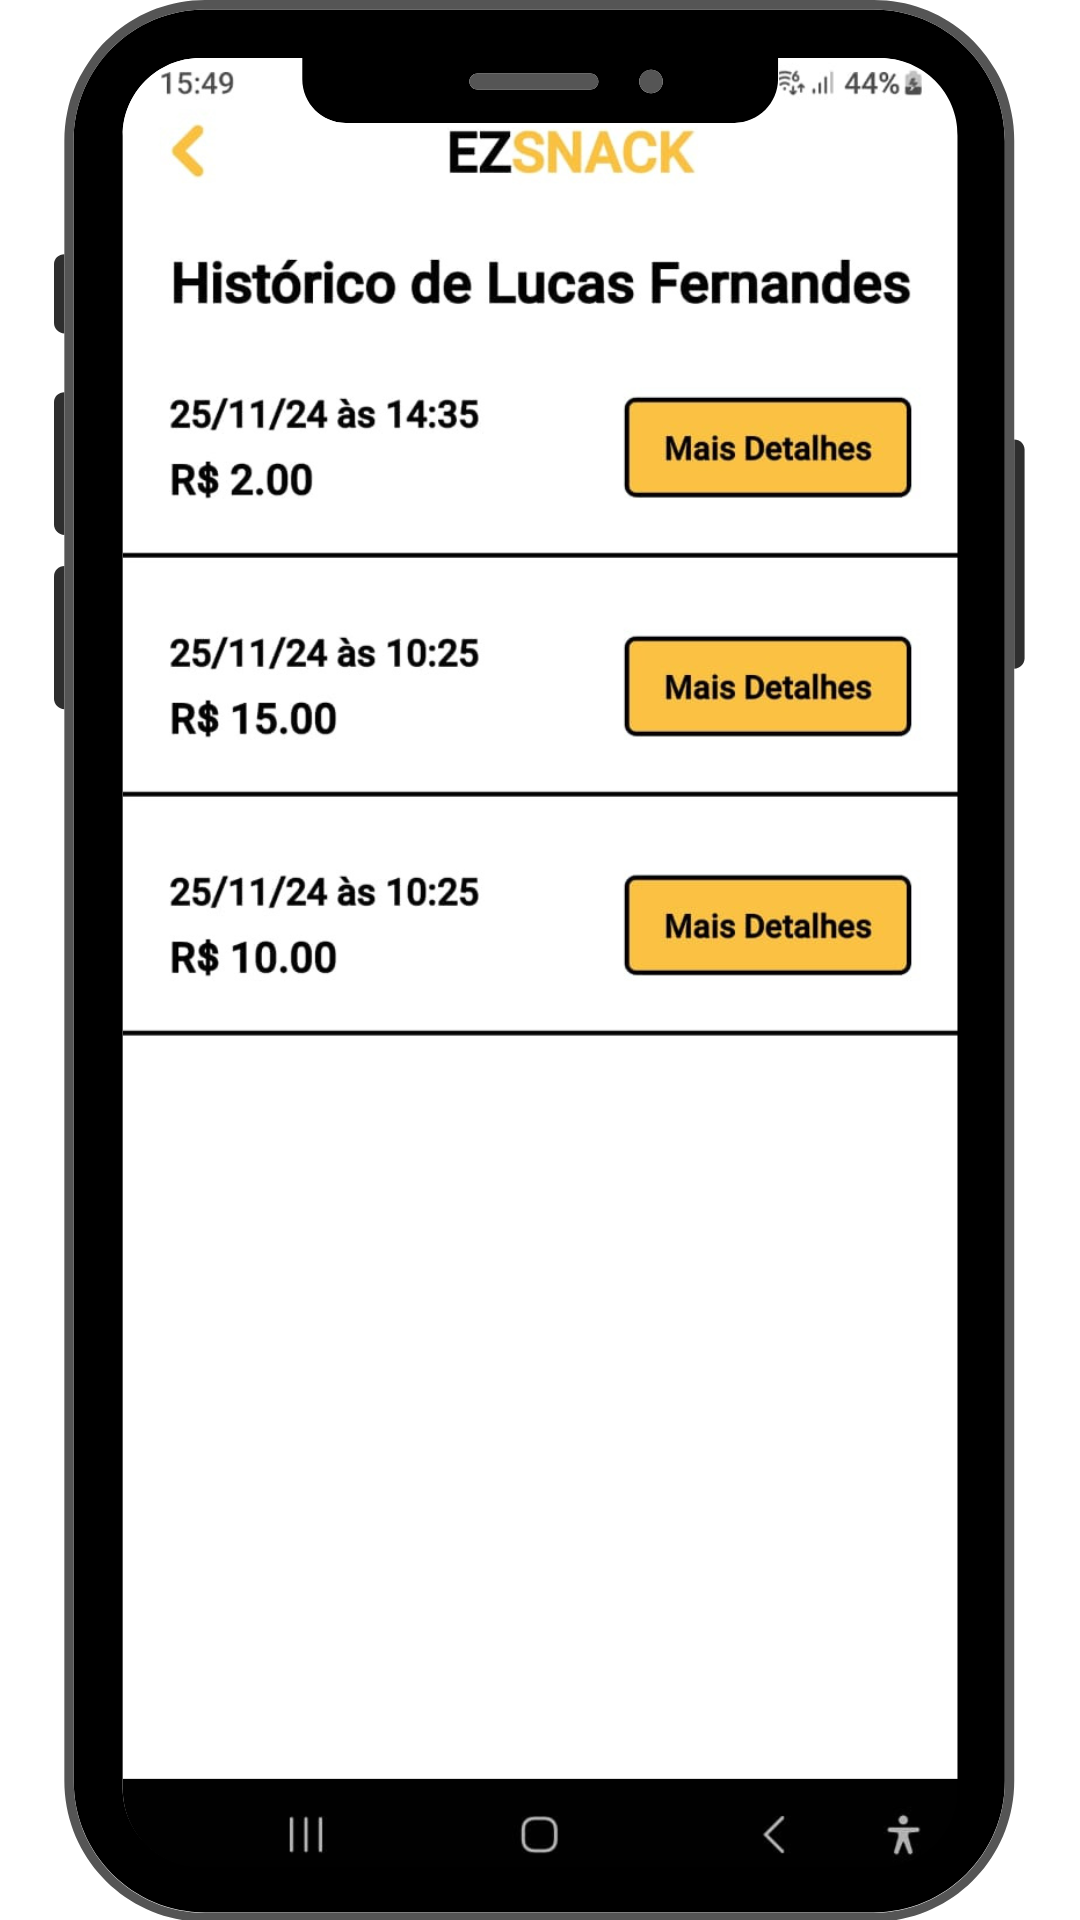 15:49
44%
EZSNACK
Histórico de Lucas Fernandes
25/11/24 às 14:35
R$ 2.00
Mais Detalhes
25/11/24 às 10:25
R$ 15.00
Mais Detalhes
25/11/24 às 10:25
R$ 10.00
Mais Detalhes